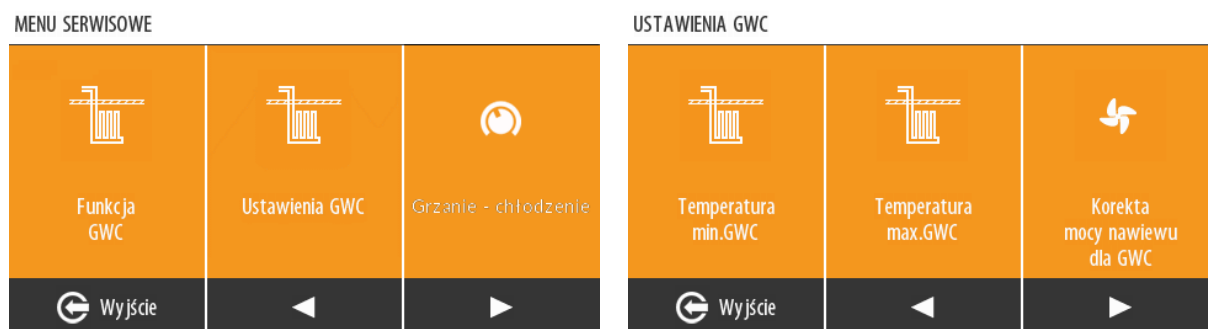 MENU SERWISOWE
Funkcja
GWC
Ustawienia GWC
Grzanie - chłodzenie
Wyjście
USTAWIENIA GWC
Temperatura
min.GWC
Temperatura
max.GWC
Korekta
mocy nawiewu
dla GWC
Wyjście